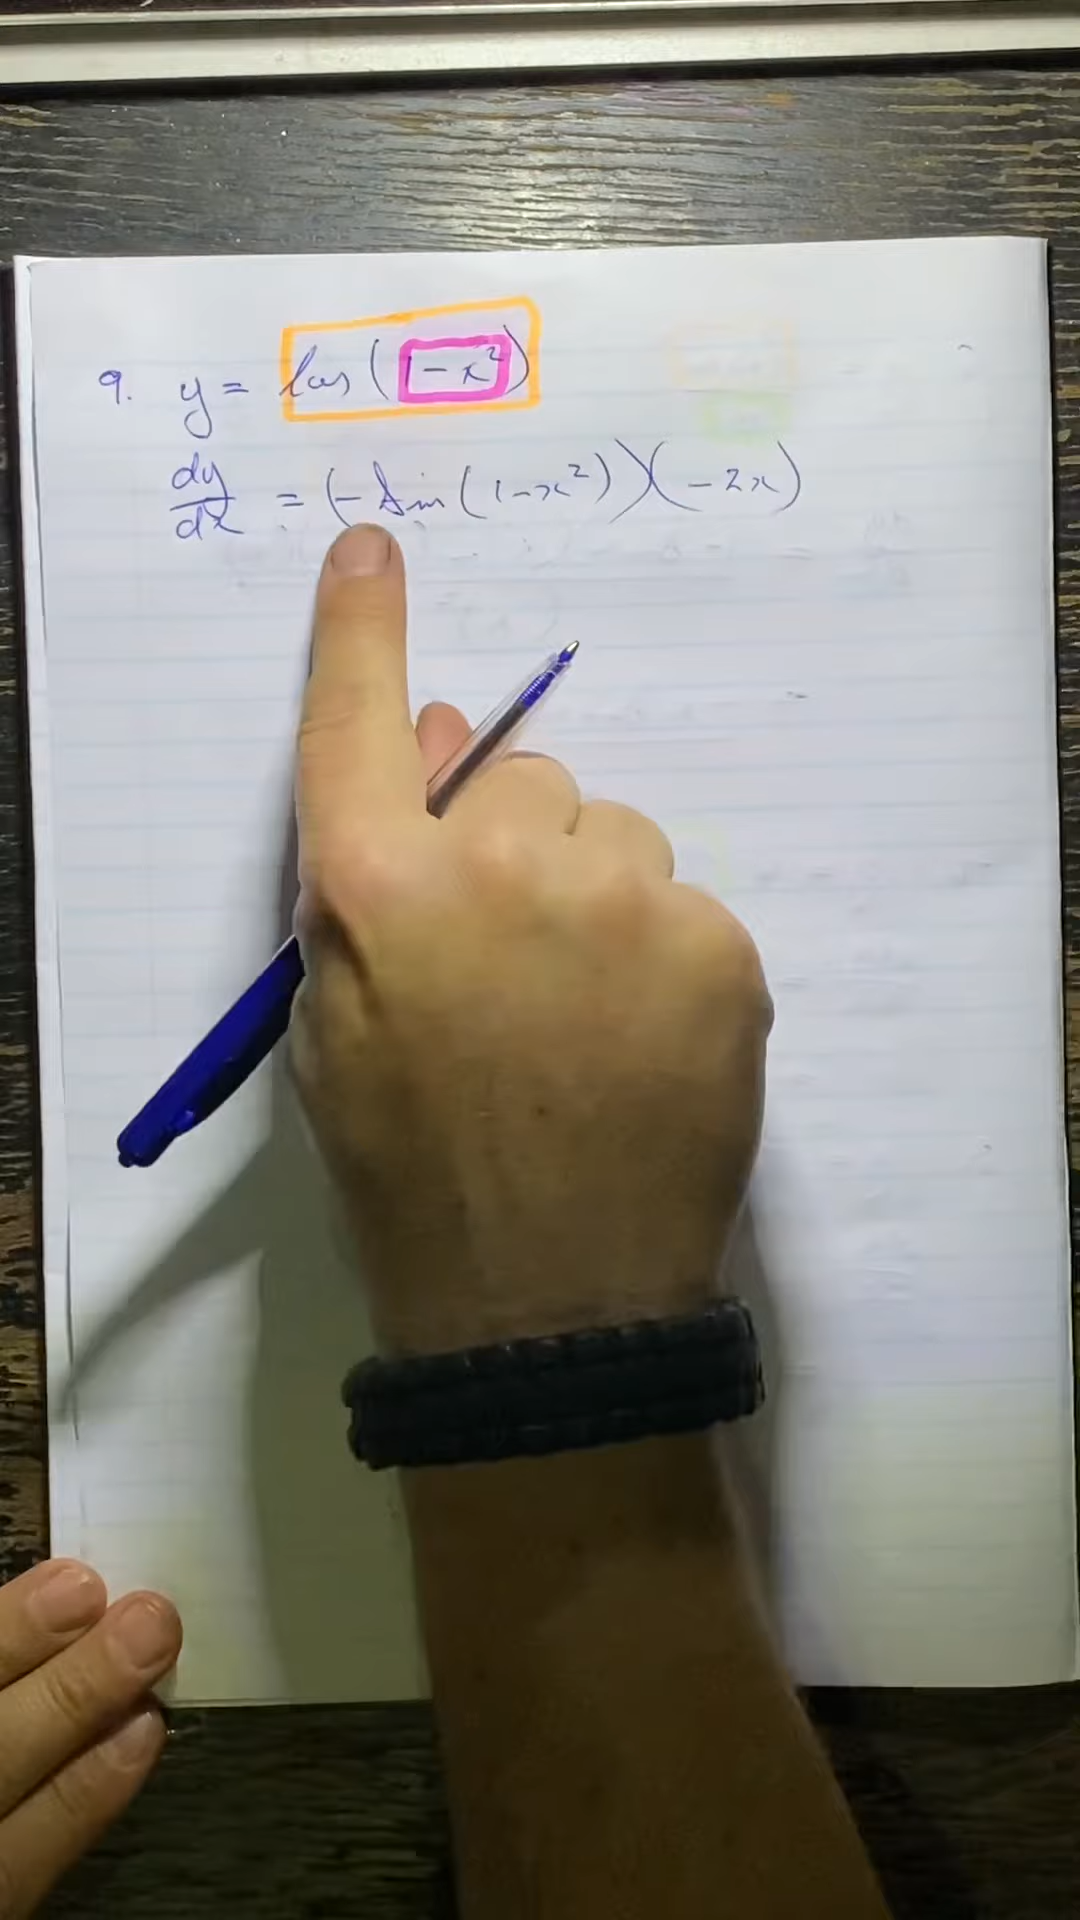 9. y = Cos (1-x²)
dy/dx = (-Sin(1-x²))(-2x)